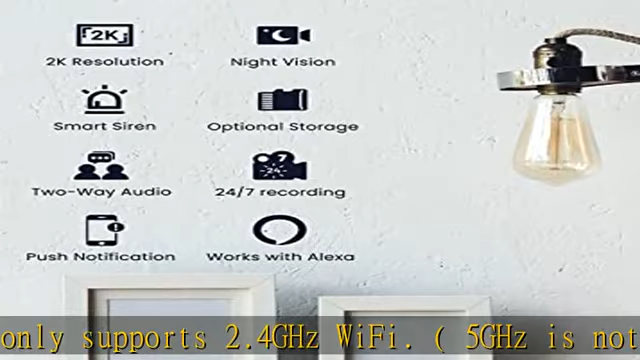 2K
2K Resolution
Night Vision
Smart Siren
Optional Storage
Two-Way Audio
24/7 recording
Push Notification
Works with Alexa
only supports 2.4GHz WiFi. ( 5GHz is not